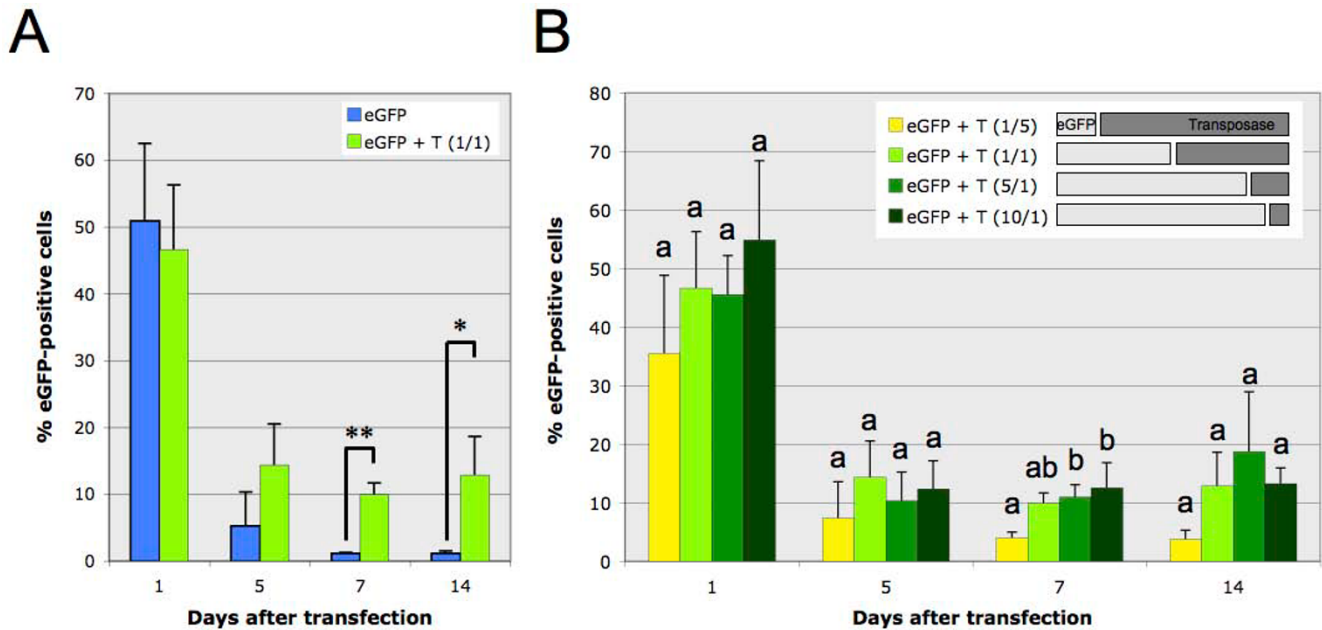 A
70
60
50
40
30
20
10
0
% eGFP-positive cells
eGFP
eGFP + T (1/1)
**
*
1 5 7 14
Days after transfection
B
80
70
60
50
40
30
20
10
0
% eGFP-positive cells
eGFP + T (1/5)
eGFP + T (1/1)
eGFP + T (5/1)
eGFP + T (10/1)
eGFP Transposase
a a a a
a a a a
a ab b b
a a a a
1 5 7 14
Days after transfection